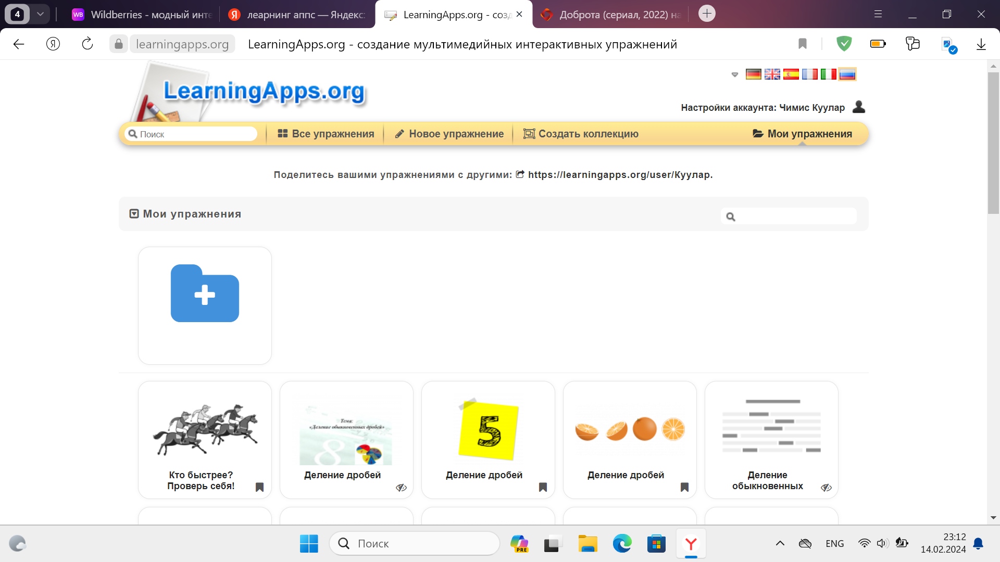 4
Wildberries - модный инте
леарнинг аппс — Яндекс:
LearningApps.org - созд
Доброта (сериал, 2022) на
learningapps.org
LearningApps.org - создание мультимедийных интерактивных упражнений
LearningApps.org
Настройки аккаунта: Чимис Куулар
Поиск
Все упражнения
Новое упражнение
Создать коллекцию
Мои упражнения
Поделитесь вашими упражнениями с другими: https://learningapps.org/user/Куулар.
Мои упражнения
Тема:
«Деление обыкновенных дробей»
8
5
Кто быстрее?
Проверь себя!
Деление дробей
Деление дробей
Деление дробей
Деление
обыкновенных
Поиск
PRE
ENG
23:12
14.02.2024